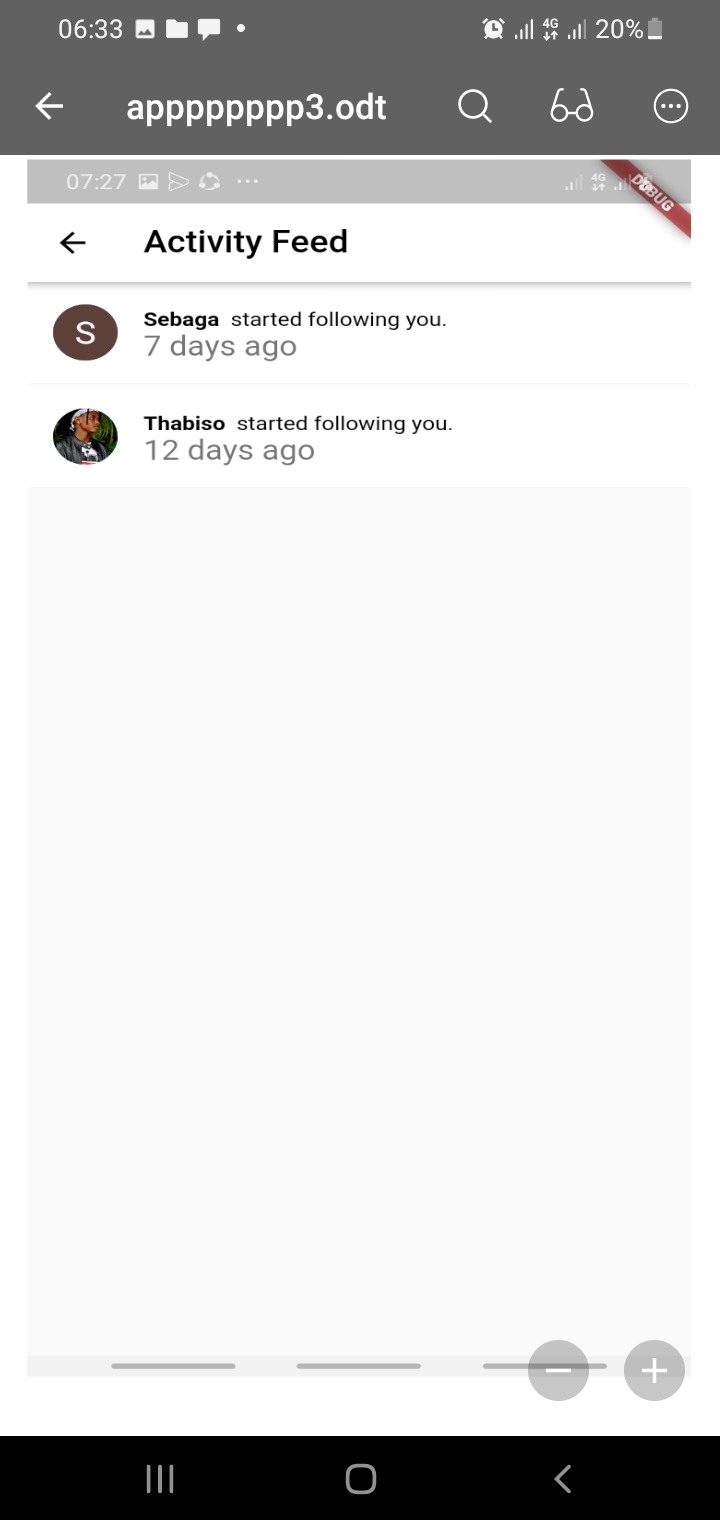 06:33
4G
20%
apppppppp3.odt
07:27
4G
DEBUG
Activity Feed
S
Sebaga started following you.
7 days ago
Thabiso started following you.
12 days ago